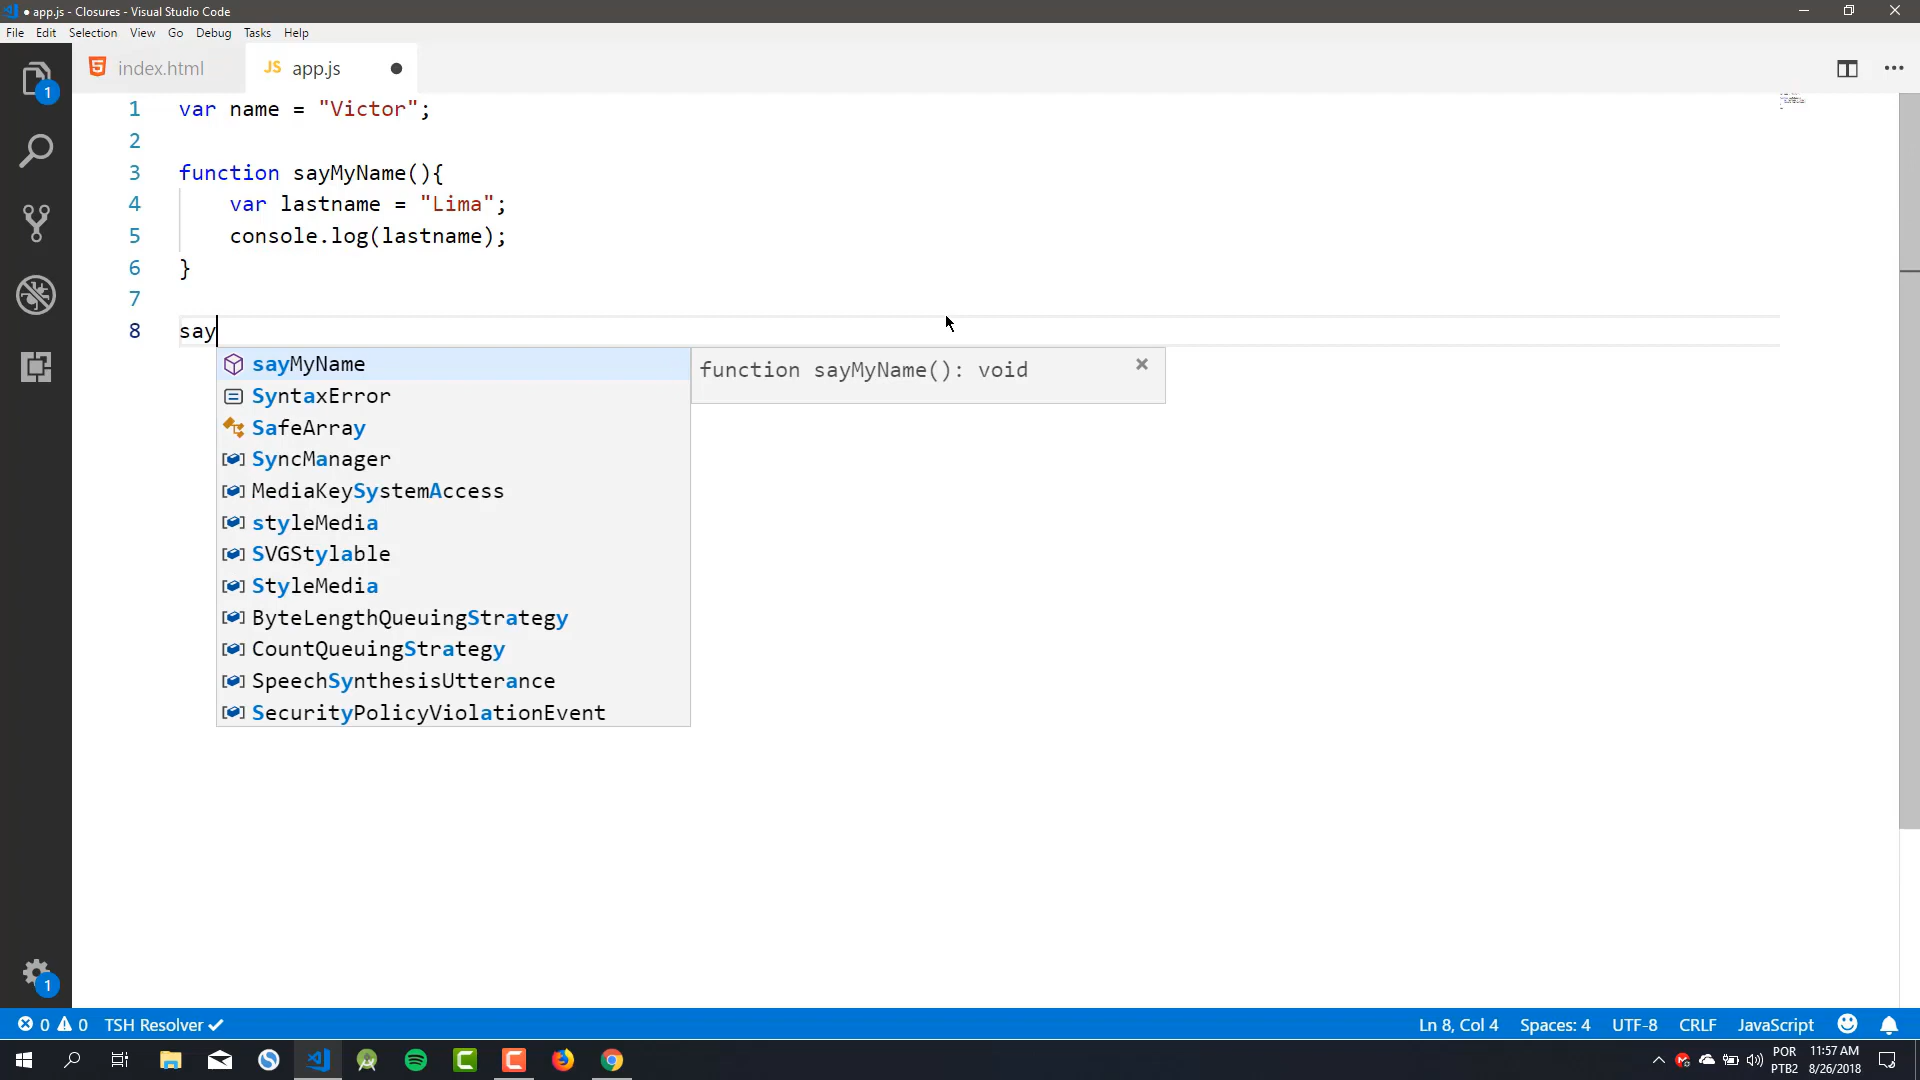 ● app.js - Closures - Visual Studio Code
File Edit Selection View Go Debug Tasks Help
1
index.html
JS app.js ●
1 var name = "Victor";
2
3 function sayMyName(){
4 var lastname = "Lima";
5 console.log(lastname);
6 }
7
8 say
sayMyName function sayMyName(): void
SyntaxError
SafeArray
SyncManager
MediaKeySystemAccess
styleMedia
SVGStylable
StyleMedia
ByteLengthQueuingStrategy
CountQueuingStrategy
SpeechSynthesisUtterance
SecurityPolicyViolationEvent
1
0 0 TSH Resolver Ln 8, Col 4 Spaces: 4 UTF-8 CRLF JavaScript
POR 11:57 AM
PTB2 8/26/2018